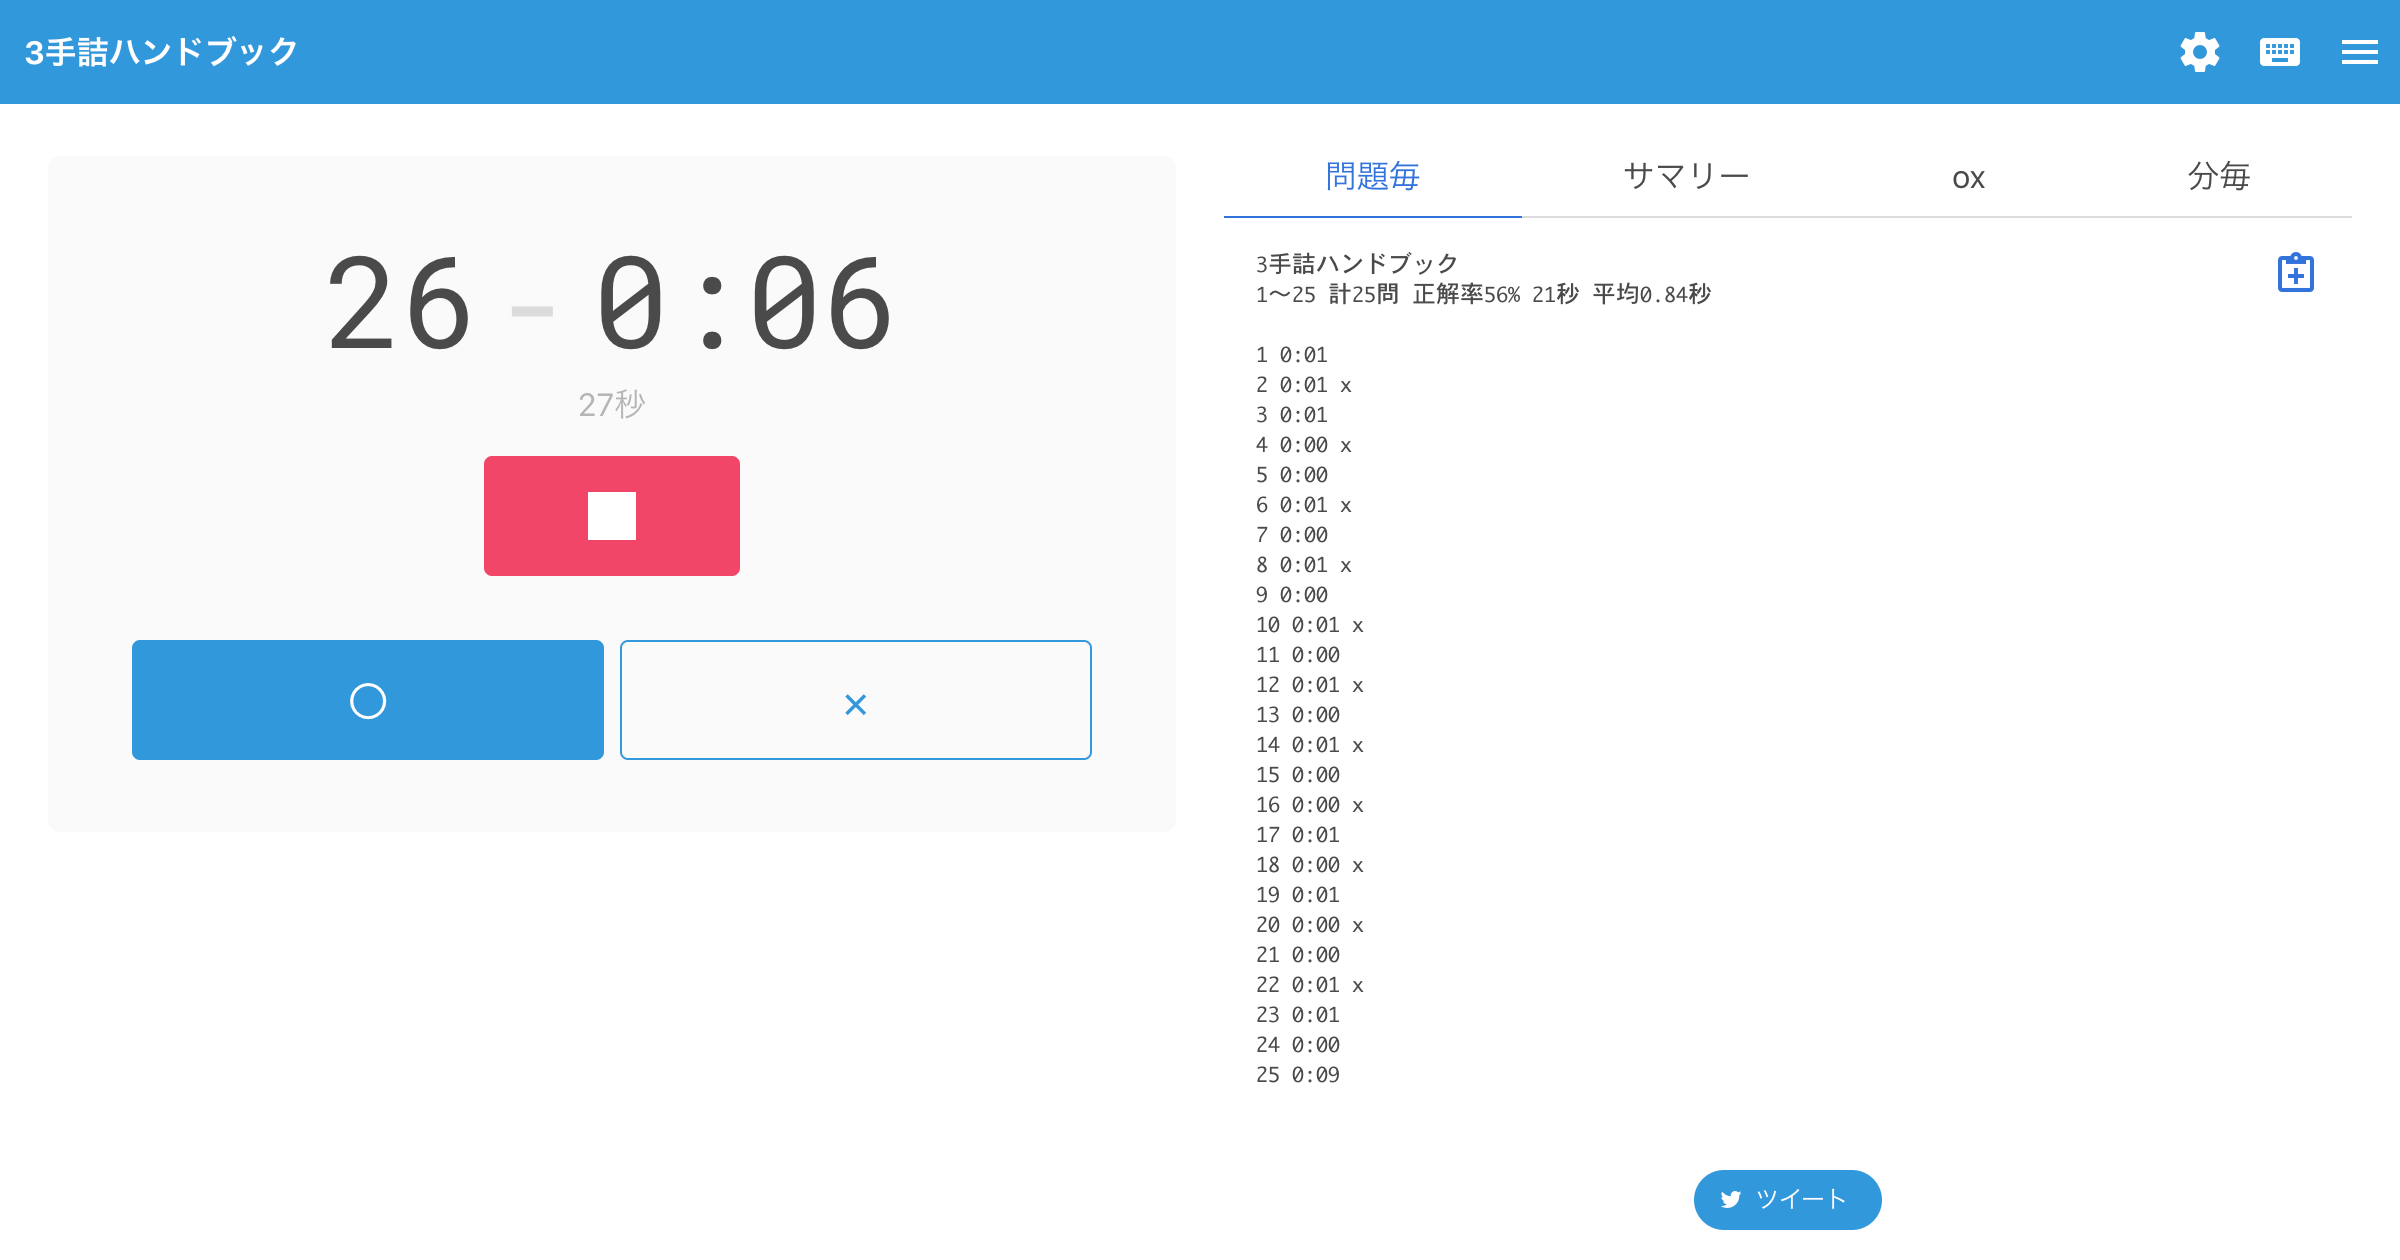 3手詰ハンドブック
26 - 0:06
27秒
○
×
問題毎 サマリー ox 分毎
3手詰ハンドブック
1〜25 計25問 正解率56% 21秒 平均0.84秒
1 0:01
2 0:01 x
3 0:01
4 0:00 x
5 0:00
6 0:01 x
7 0:00
8 0:01 x
9 0:00
10 0:01 x
11 0:00
12 0:01 x
13 0:00
14 0:01 x
15 0:00
16 0:00 x
17 0:01
18 0:00 x
19 0:01
20 0:00 x
21 0:00
22 0:01 x
23 0:01
24 0:00
25 0:09
ツイート